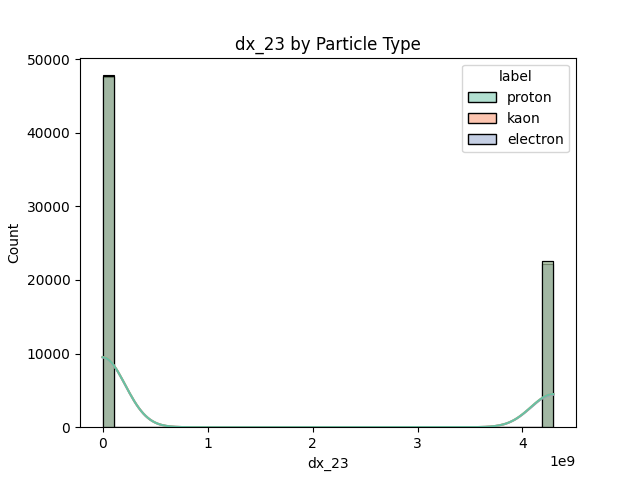 dx_23 by Particle Type
label
proton
kaon
electron
Count
50000
40000
30000
20000
10000
0
0 1 2 3 4
1e9
dx_23